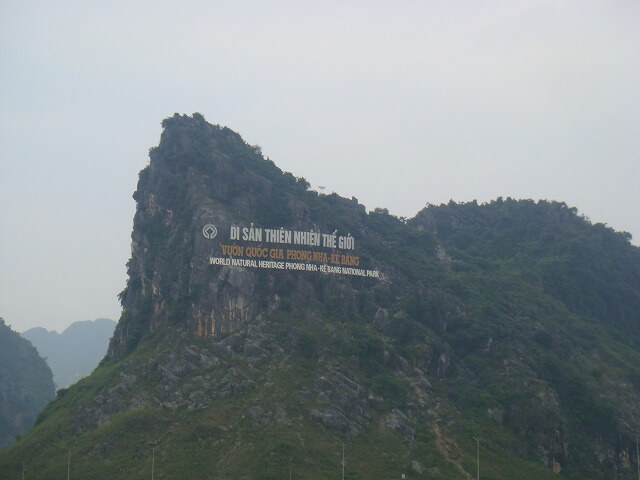 DI SẢN THIÊN NHIÊN THẾ GIỚI
VƯỜN QUỐC GIA PHONG NHA-KẺ BÀNG
WORLD NATURAL HERITAGE PHONG NHA-KẺ BANG NATIONAL PARK